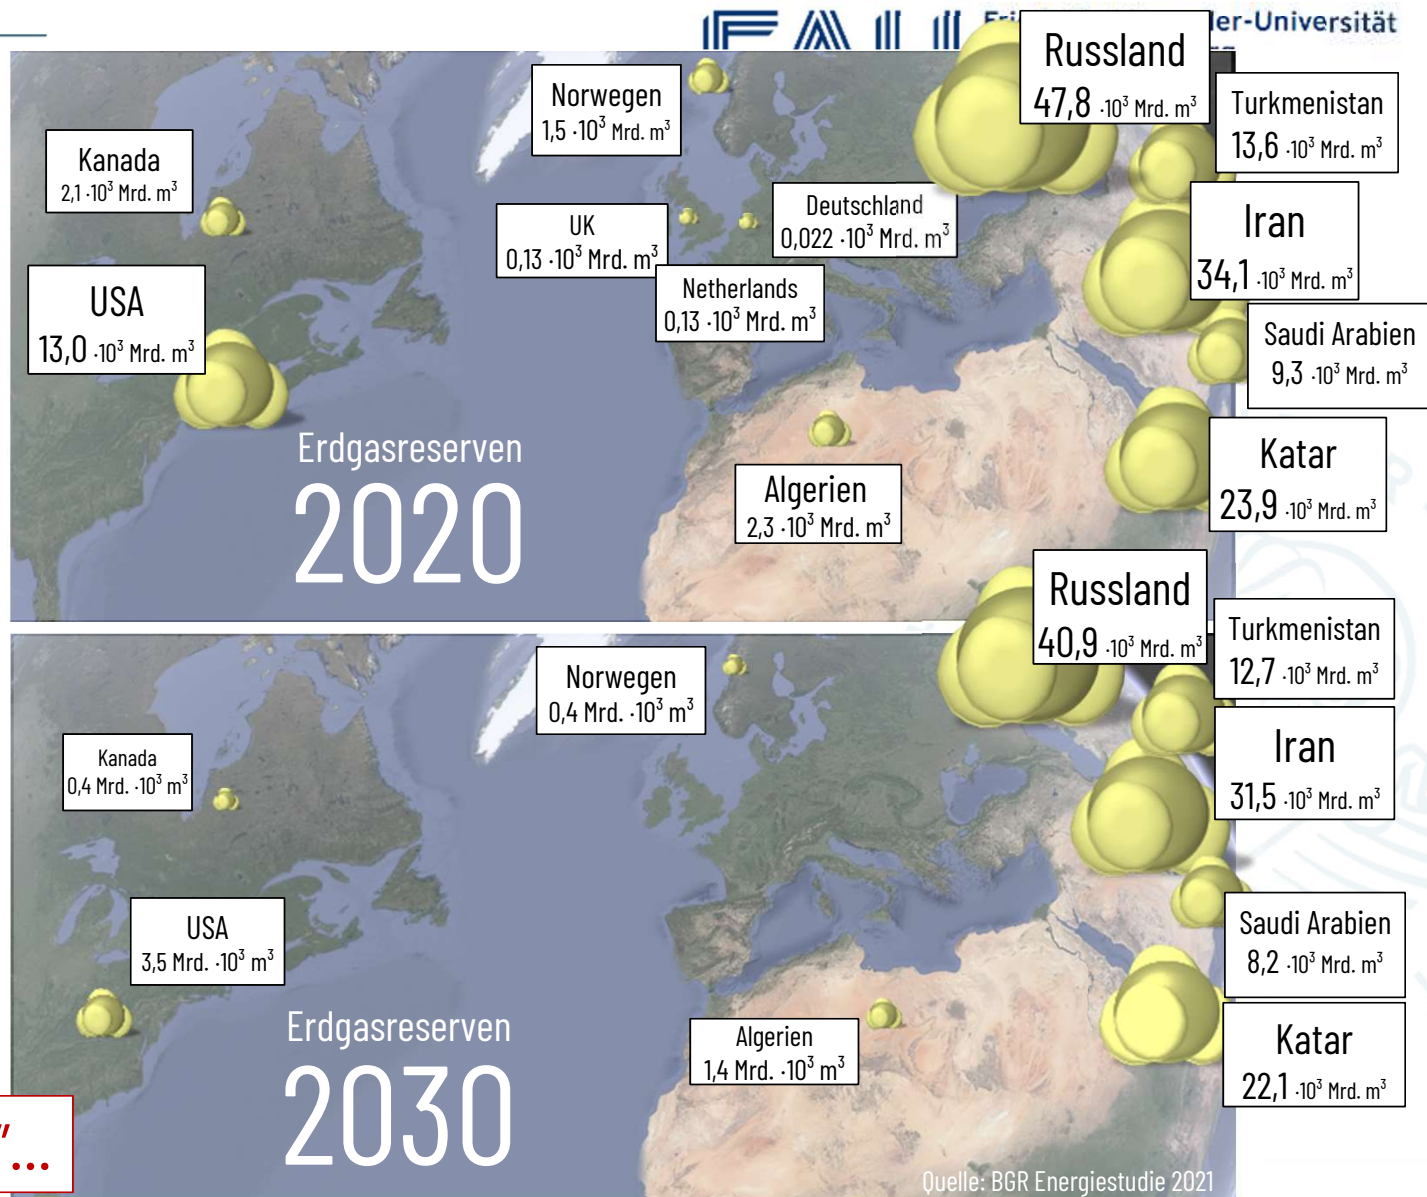 FAU
ler-Universität
Russland
47,8 ·10³ Mrd. m³
Norwegen
1,5 ·10³ Mrd. m³
Turkmenistan
13,6 ·10³ Mrd. m³
Kanada
2,1 ·10³ Mrd. m³
Deutschland
0,022 ·10³ Mrd. m³
Iran
34,1 ·10³ Mrd. m³
UK
0,13 ·10³ Mrd. m³
USA
13,0 ·10³ Mrd. m³
Netherlands
0,13 ·10³ Mrd. m³
Saudi Arabien
9,3 ·10³ Mrd. m³
Erdgasreserven
2020
Algerien
2,3 ·10³ Mrd. m³
Katar
23,9 ·10³ Mrd. m³
Russland
40,9 ·10³ Mrd. m³
Turkmenistan
12,7 ·10³ Mrd. m³
Norwegen
0,4 Mrd. ·10³ m³
Kanada
0,4 Mrd. ·10³ m³
Iran
31,5 ·10³ Mrd. m³
USA
3,5 Mrd. ·10³ m³
Saudi Arabien
8,2 ·10³ Mrd. m³
Erdgasreserven
2030
Algerien
1,4 Mrd. ·10³ m³
Katar
22,1 ·10³ Mrd. m³
"...
Quelle: BGR Energiestudie 2021